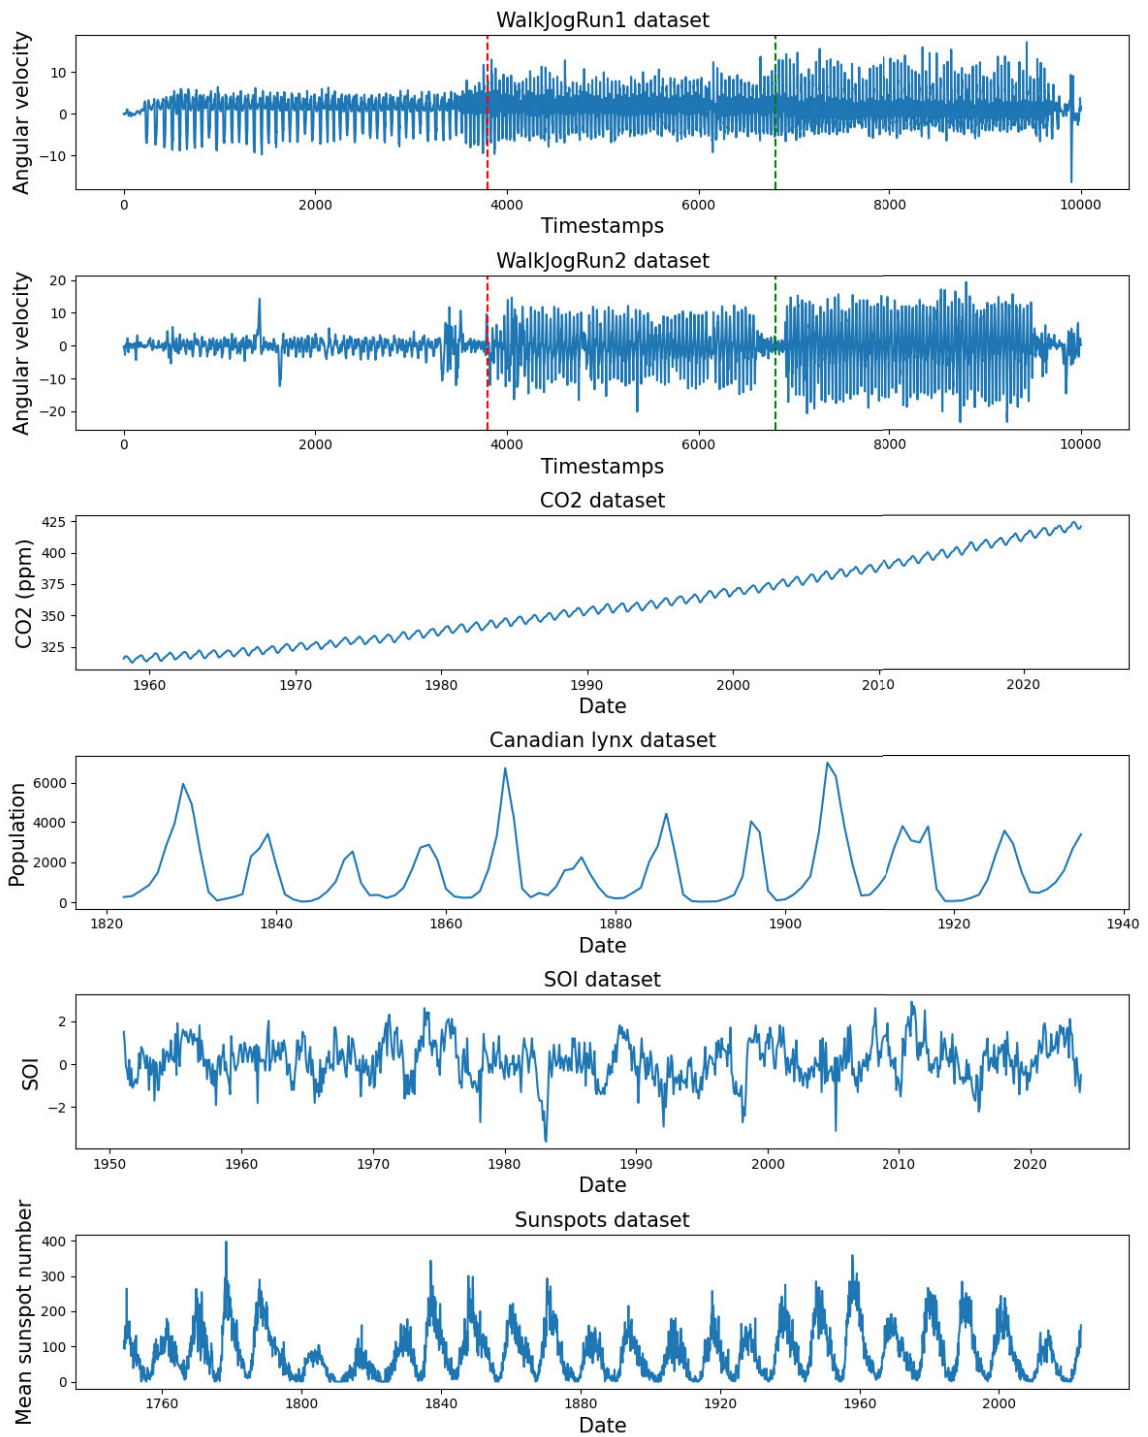 WalkJogRun1 dataset
Angular velocity
10
0
−10
0 2000 4000 6000 8000 10000
Timestamps
WalkJogRun2 dataset
Angular velocity
20
10
0
−10
−20
0 2000 4000 6000 8000 10000
Timestamps
CO2 dataset
CO2 (ppm)
425
400
375
350
325
1960 1970 1980 1990 2000 2010 2020
Date
Canadian lynx dataset
Population
6000
4000
2000
0
1820 1840 1860 1880 1900 1920 1940
Date
SOI dataset
SOI
2
0
−2
1950 1960 1970 1980 1990 2000 2010 2020
Date
Sunspots dataset
Mean sunspot number
400
300
200
100
0
1760 1800 1840 1880 1920 1960 2000
Date